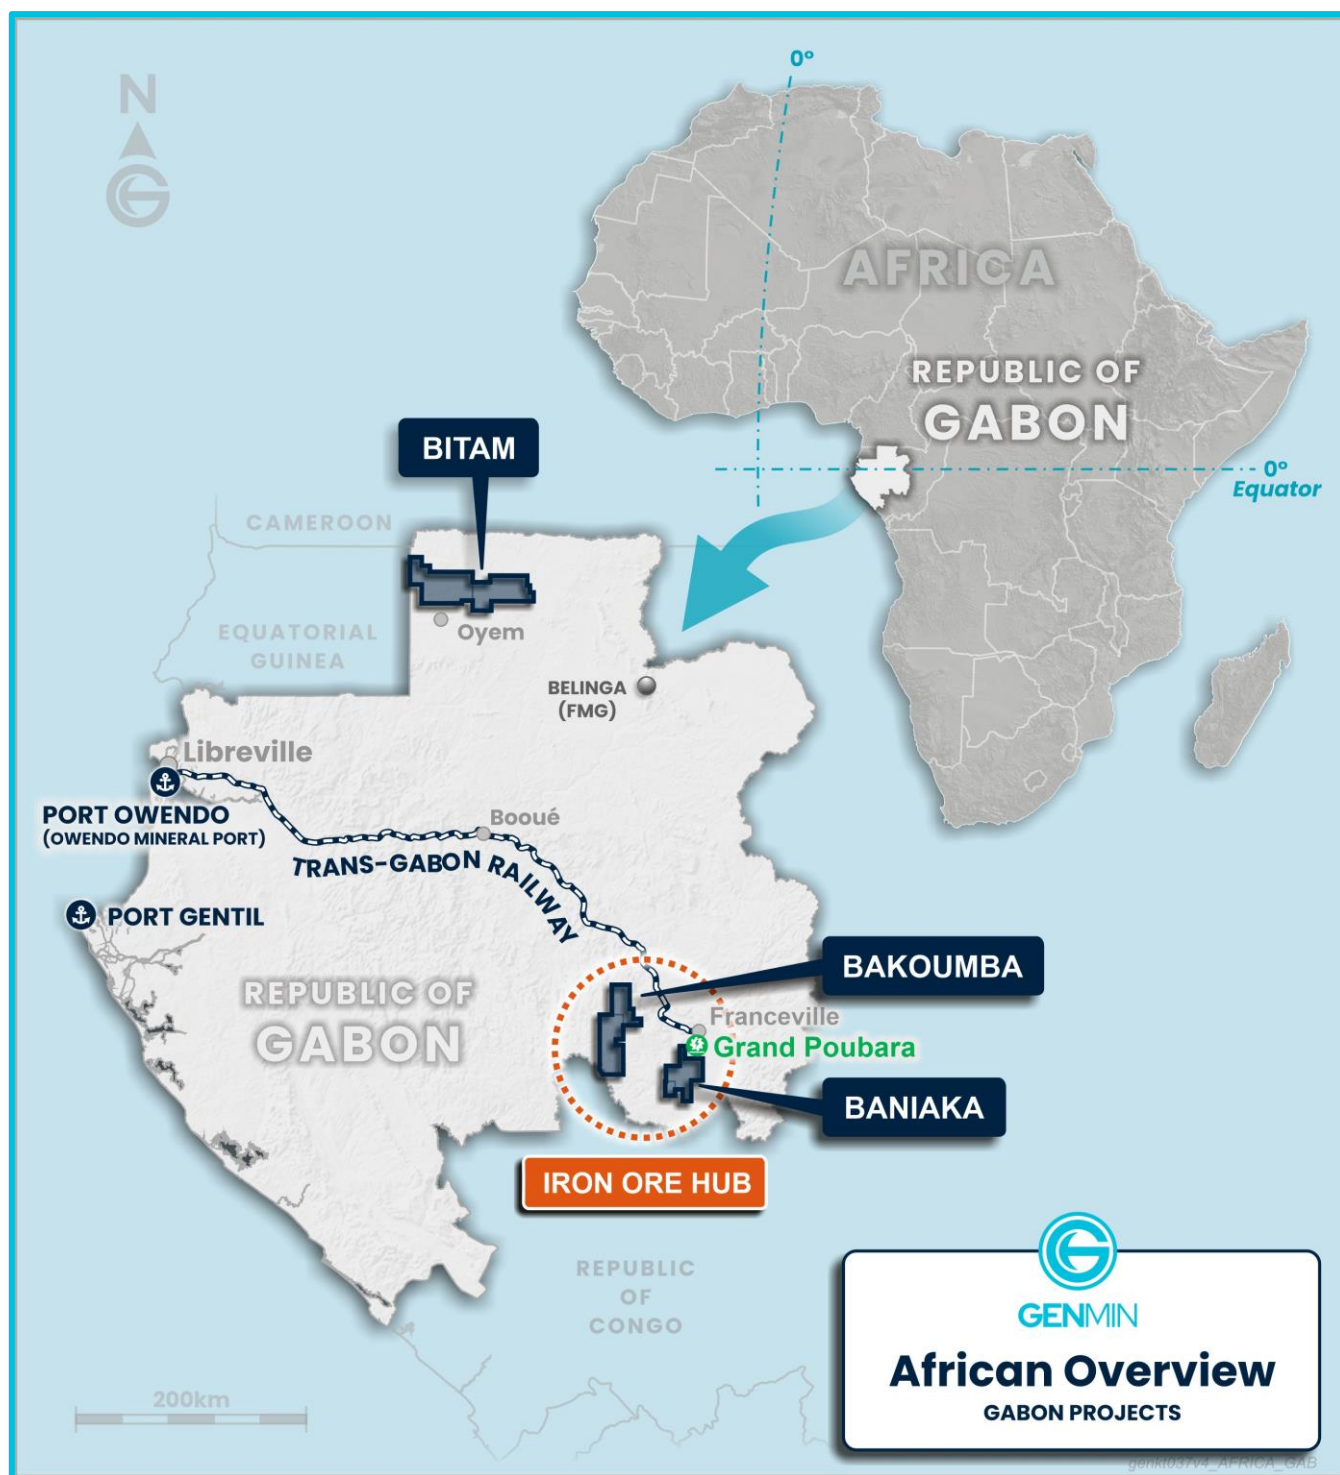 N
0°
AFRICA
REPUBLIC OF
GABON
0°
Equator
BITAM
CAMEROON
EQUATORIAL
GUINEA
Oyem
BELINGA
(FMG)
Libreville
PORT OWENDO
(OWENDO MINERAL PORT)
Booué
TRANS-GABON RAILWAY
PORT GENTIL
REPUBLIC OF
GABON
BAKOUMBA
Franceville
Grand Poubara
BANIAKA
IRON ORE HUB
REPUBLIC
OF
CONGO
200km
GENMIN
African Overview
GABON PROJECTS
genkt037v4_AFRICA_GAB